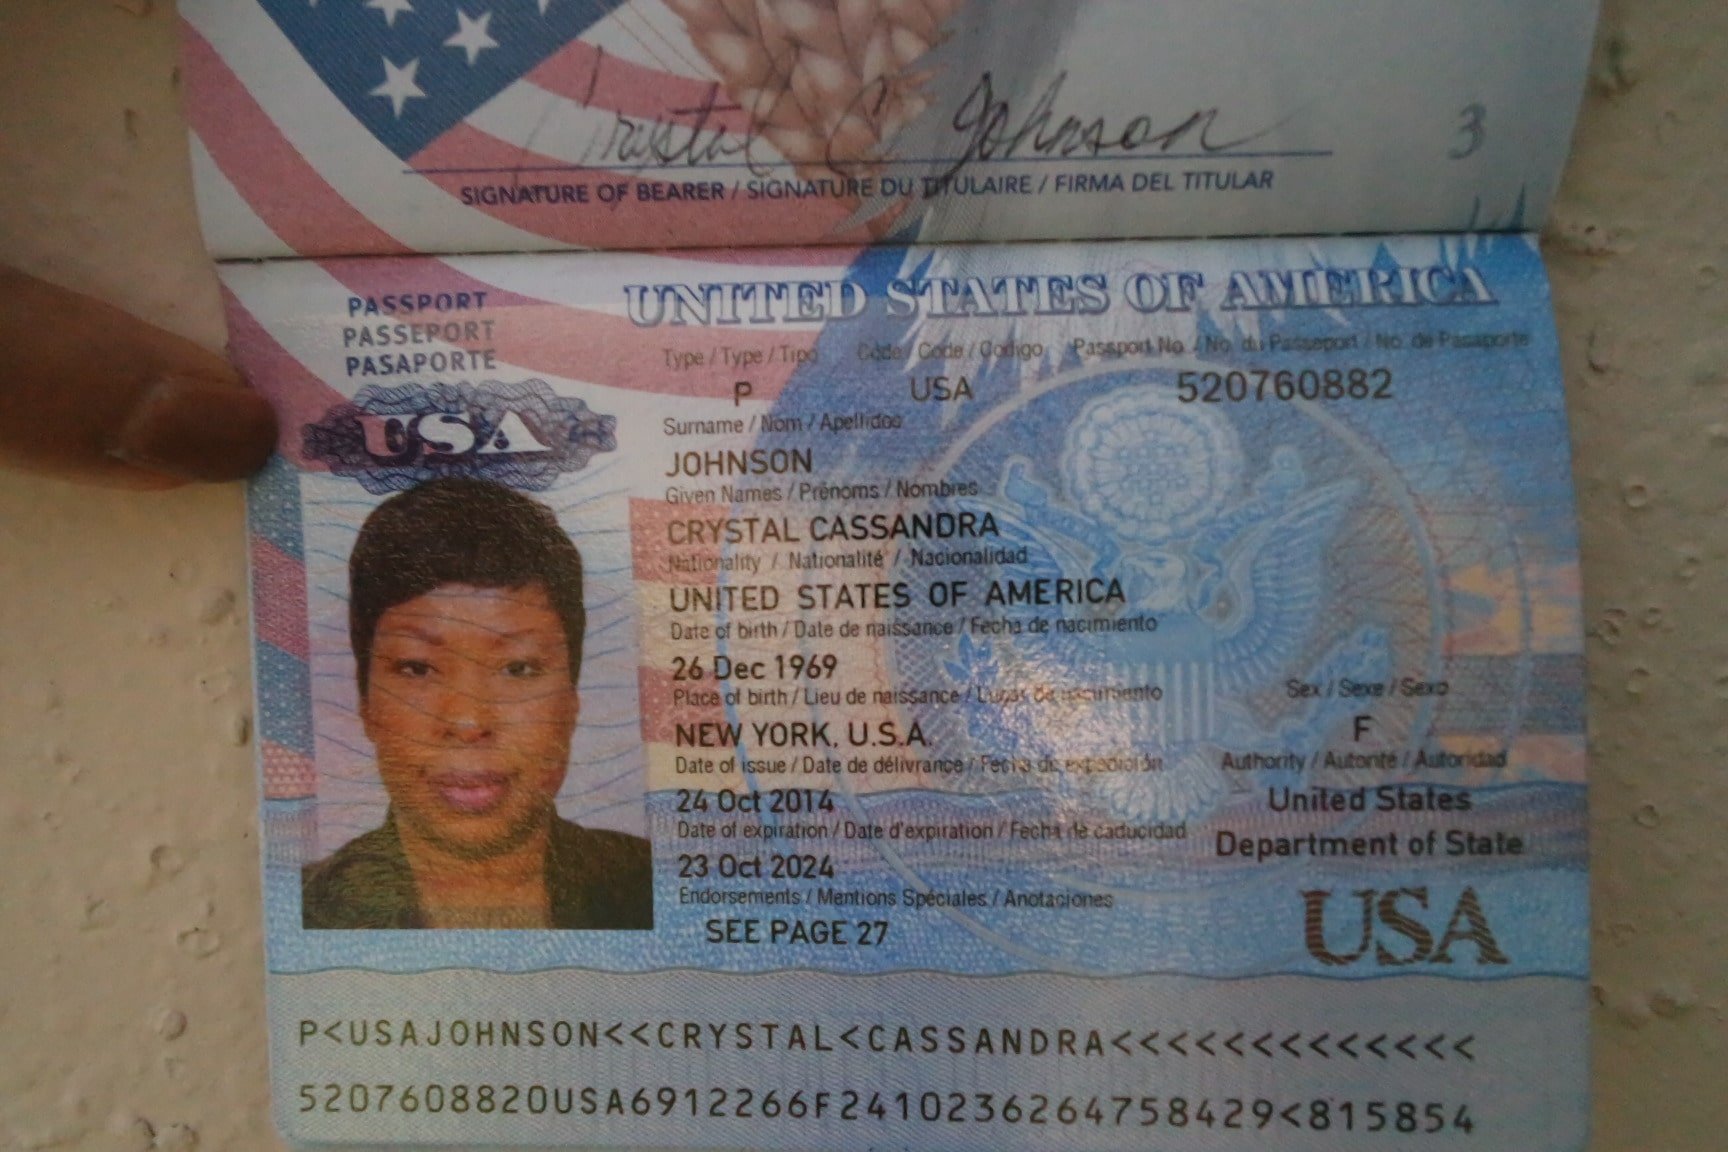 Crystal C Johnson
3
SIGNATURE OF BEARER / SIGNATURE DU TITULAIRE / FIRMA DEL TITULAR
PASSPORT
PASSEPORT
PASAPORTE
USA
UNITED STATES OF AMERICA
Type / Type / Tipo Code / Code / Codigo Passport No. / No. du Passeport / No. de Pasaporte
P USA 520760882
Surname / Nom / Apellidos
JOHNSON
Given Names / Prénoms / Nombres
CRYSTAL CASSANDRA
Nationality / Nationalité / Nacionalidad
UNITED STATES OF AMERICA
Date of birth / Date de naissance / Fecha de nacimiento
26 Dec 1969
Place of birth / Lieu de naissance / Lugar de nacimiento Sex / Sexe / Sexo
NEW YORK, U.S.A. F
Date of issue / Date de délivrance / Fecha de expedición Authority / Autorité / Autoridad
24 Oct 2014 United States
Date of expiration / Date d'expiration / Fecha de caducidad Department of State
23 Oct 2024
Endorsements / Mentions Spéciales / Anotaciones
SEE PAGE 27 USA
P<USAJOHNSON<<CRYSTAL<CASSANDRA<<<<<<<<<<<<<<
5207608820USA6912266F2410236264758429<815854